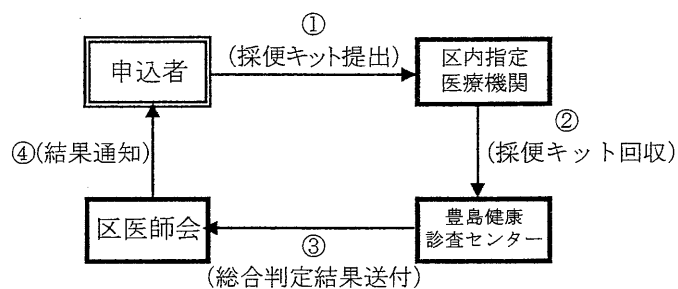 ①
(採便キット提出)
申込者
区内指定
医療機関
②
(採便キット回収)
④(結果通知)
区医師会
豊島健康
診査センター
③
(総合判定結果送付)